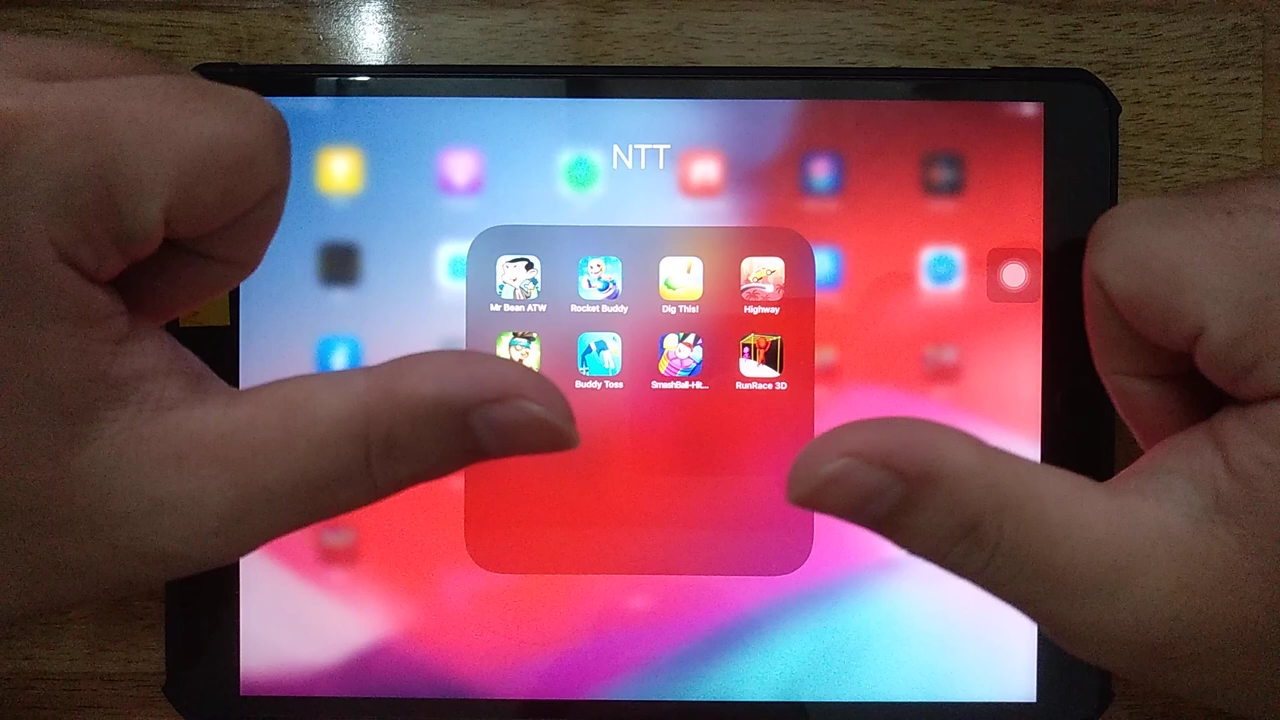 NTT
Mr Bean ATW
Rocket Buddy
Dig This!
Highway
Buddy Toss
SmashBall-Hit...
RunRace 3D